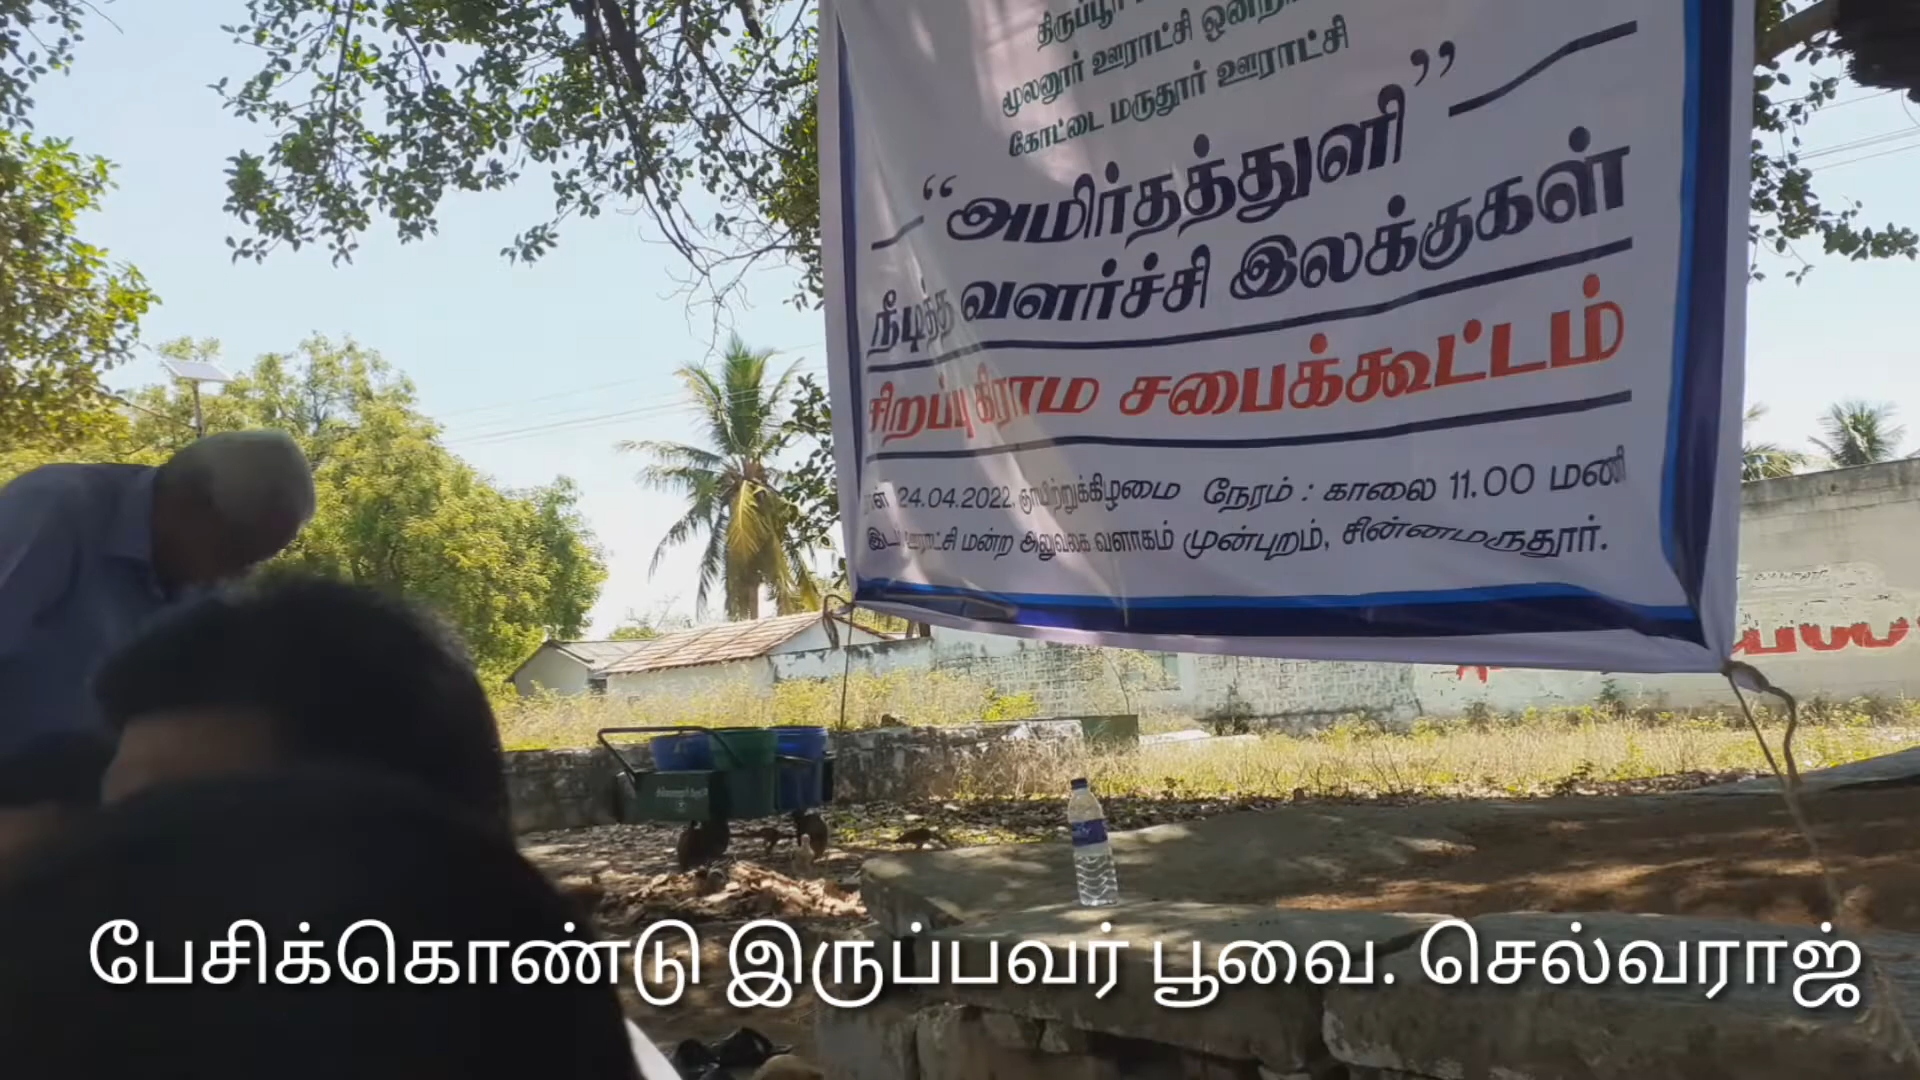 திருப்பூர்
மூலனூர் ஊராட்சி ஒன்றி
கோட்டை மருதூர் ஊராட்சி
“அமிர்தத்துளி”
நீடித்த வளர்ச்சி இலக்குகள்
சிறப்பு கிராம சபைக்கூட்டம்
நாள் 24.04.2022, ஞாயிற்றுக்கிழமை நேரம் : காலை 11.00 மணி
இடம் ஊராட்சி மன்ற அலுவலக வளாகம் முன்புறம், சின்னமருதூர்.
பேசிக்கொண்டு இருப்பவர் பூவை. செல்வராஜ்